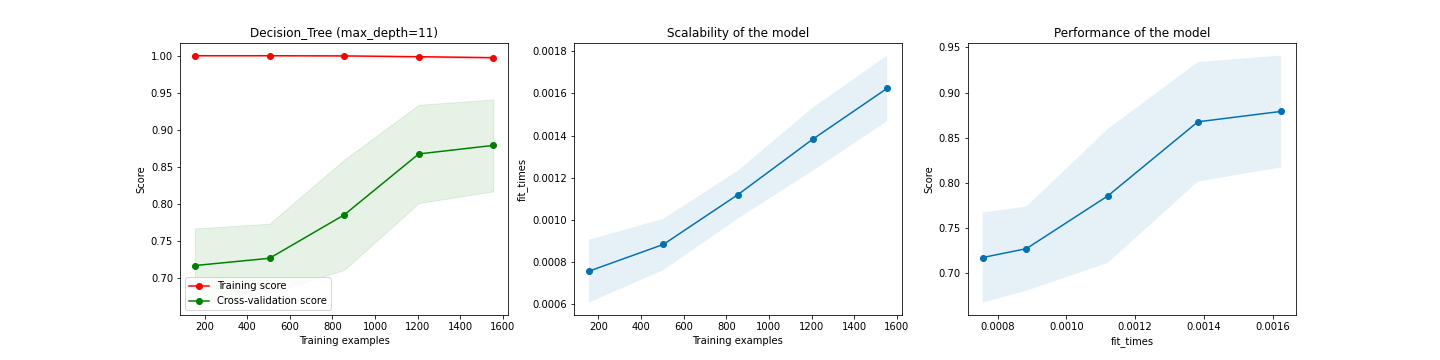 Decision_Tree (max_depth=11)
1.00
0.95
0.90
0.85
0.80
0.75
0.70
Score
Training score
Cross-validation score
200 400 600 800 1000 1200 1400 1600
Training examples
Scalability of the model
0.0018
0.0016
0.0014
0.0012
0.0010
0.0008
0.0006
fit_times
200 400 600 800 1000 1200 1400 1600
Training examples
Performance of the model
0.95
0.90
0.85
0.80
0.75
0.70
Score
0.0008 0.0010 0.0012 0.0014 0.0016
fit_times